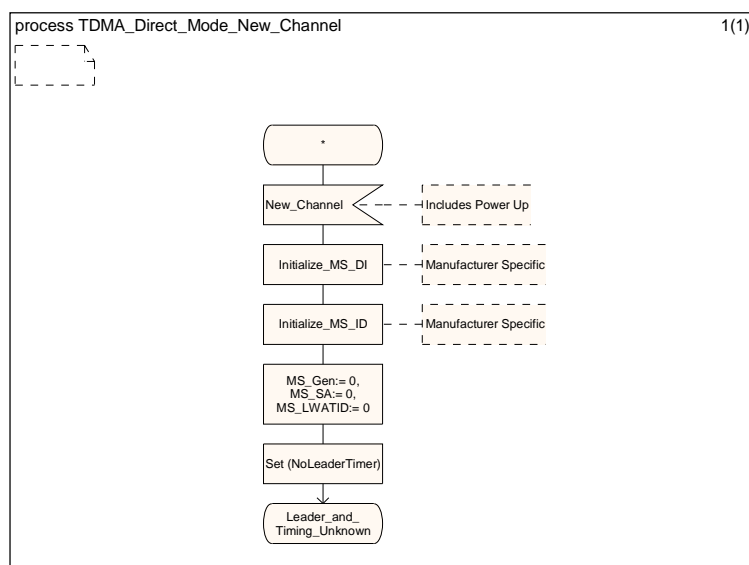 process TDMA_Direct_Mode_New_Channel 1(1)
*
New_Channel Includes Power Up
Initialize_MS_DI Manufacturer Specific
Initialize_MS_ID Manufacturer Specific
MS_Gen:= 0,
MS_SA:= 0,
MS_LWATID:= 0
Set (NoLeaderTimer)
Leader_and_
Timing_Unknown